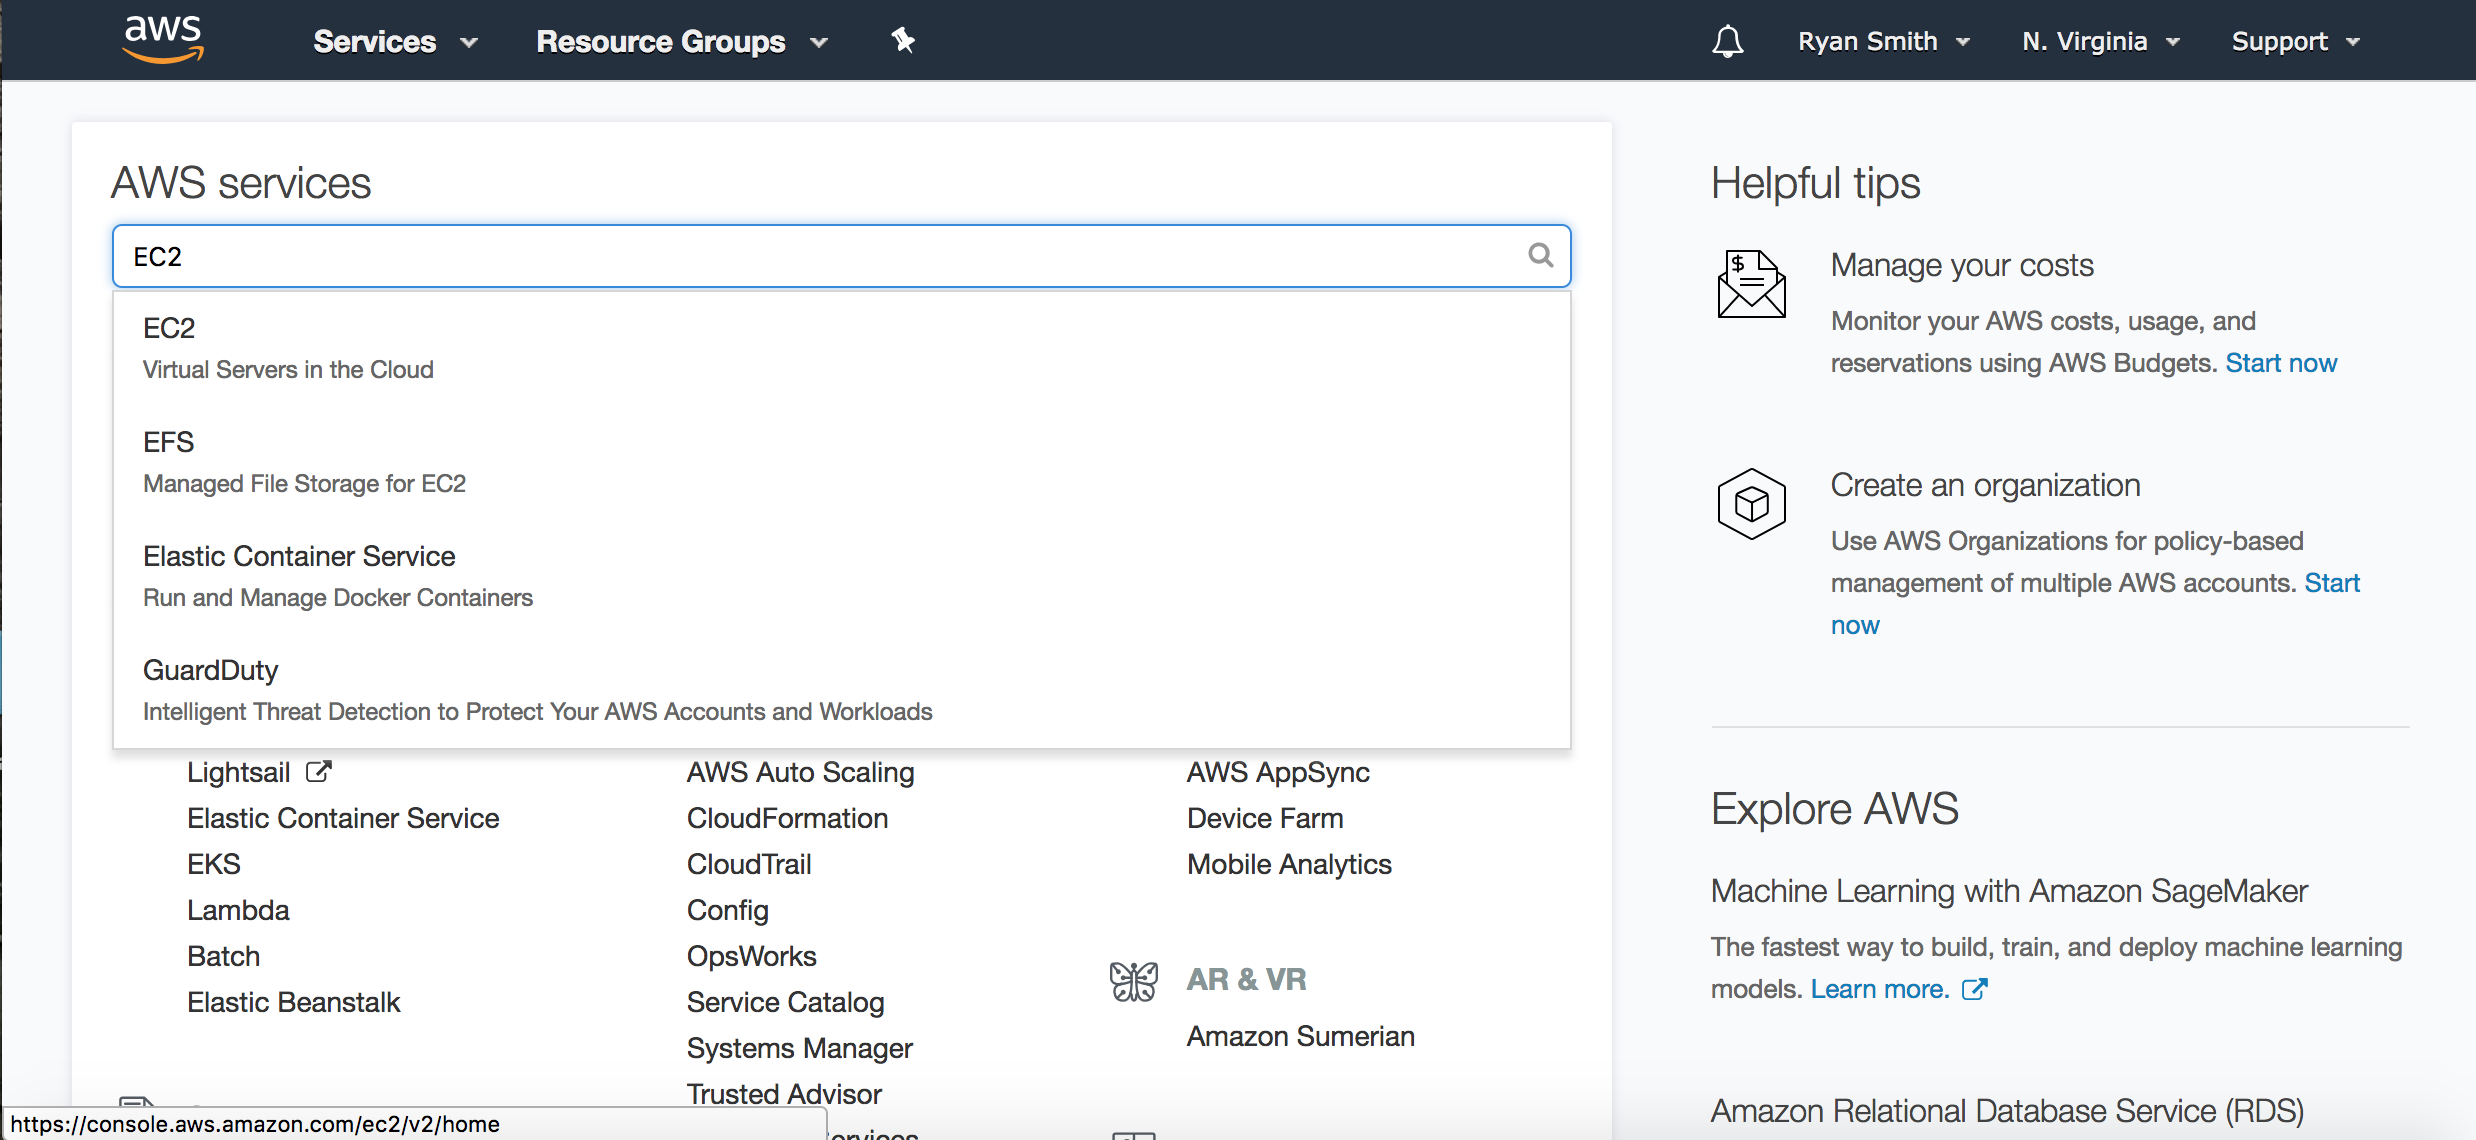 aws
Services
Resource Groups
Ryan Smith
N. Virginia
Support
AWS services
EC2
EC2
Virtual Servers in the Cloud
EFS
Managed File Storage for EC2
Elastic Container Service
Run and Manage Docker Containers
GuardDuty
Intelligent Threat Detection to Protect Your AWS Accounts and Workloads
Lightsail
Elastic Container Service
EKS
Lambda
Batch
Elastic Beanstalk
AWS Auto Scaling
CloudFormation
CloudTrail
Config
OpsWorks
Service Catalog
Systems Manager
Trusted Advisor
AWS AppSync
Device Farm
Mobile Analytics
AR & VR
Amazon Sumerian
Helpful tips
$
Manage your costs
Monitor your AWS costs, usage, and
reservations using AWS Budgets. Start now
Create an organization
Use AWS Organizations for policy-based
management of multiple AWS accounts. Start
now
Explore AWS
Machine Learning with Amazon SageMaker
The fastest way to build, train, and deploy machine learning
models. Learn more.
Amazon Relational Database Service (RDS)
https://console.aws.amazon.com/ec2/v2/home